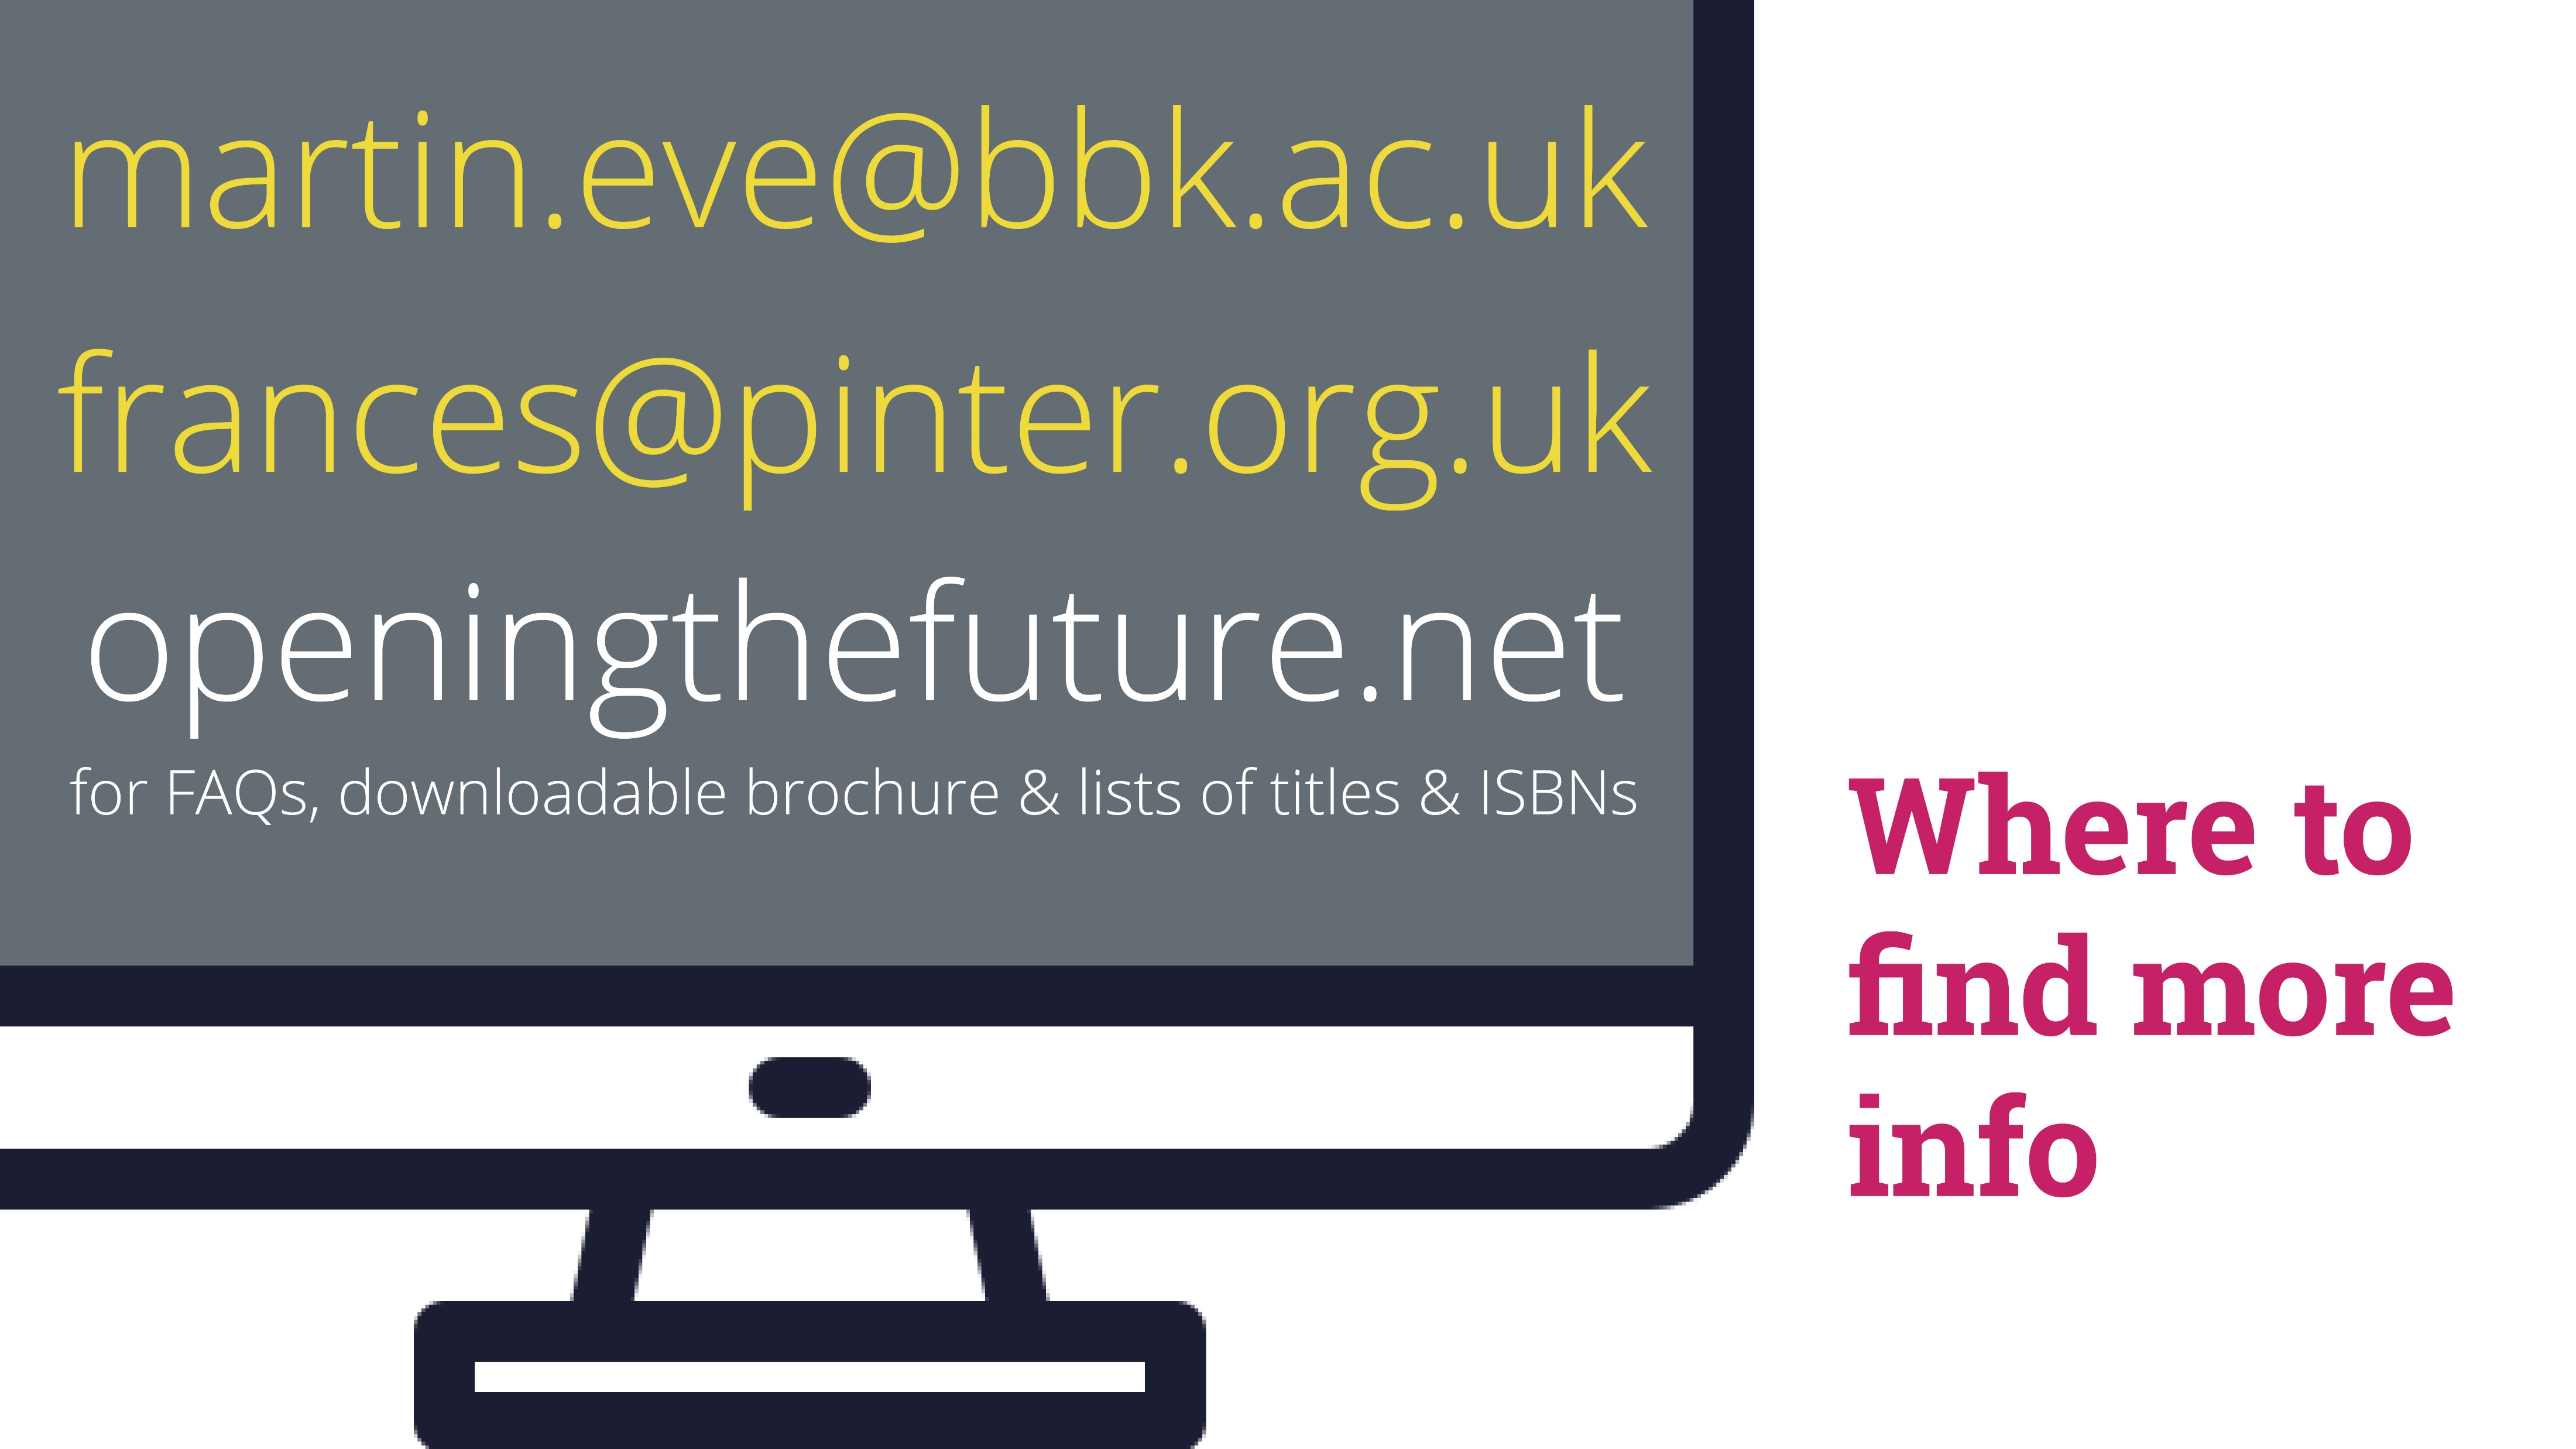 martin.eve@bbk.ac.uk
frances@pinter.org.uk
openingthefuture.net
for FAQs, downloadable brochure & lists of titles & ISBNs
Where to
find more
info